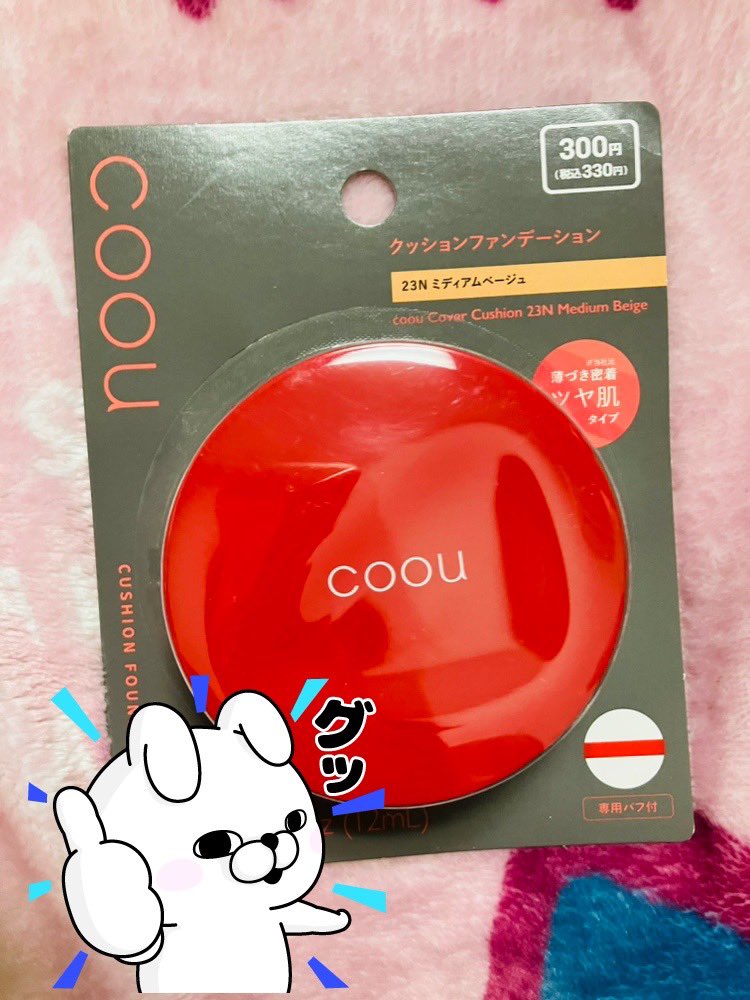 coou
300円
(税込330円)
クッションファンデーション
23N ミディアムベージュ
coou Cover Cushion 23N Medium Beige
薄づき密着
ツヤ肌
タイプ
coou
CUSHION FOUN
グッ
z (12mL)
専用パフ付